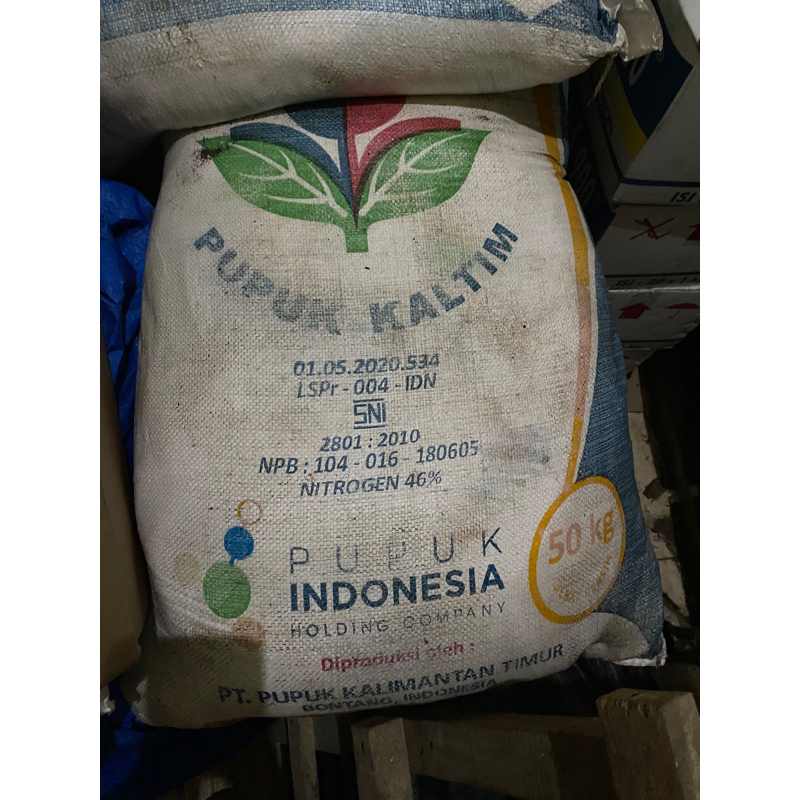 PUPUK KALTIM
01.05.2020.534
LSPr - 004 - IDN
SNI
2801 : 2010
NPB : 104 - 016 - 180605
NITROGEN 46%
50 kg
PUPUK
INDONESIA
HOLDING COMPANY
Diproduksi oleh :
PT. PUPUK KALIMANTAN TIMUR
BONTANG, INDONESIA
ISI